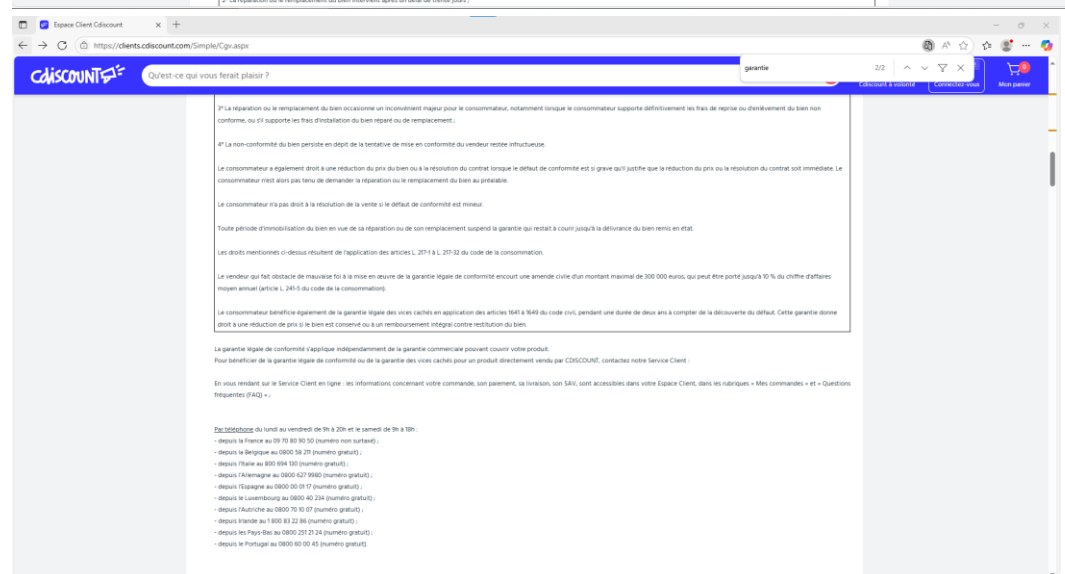 2° La réparation ou le remplacement du bien intervient après un délai de trente jours ;
Espace Client Cdiscount
https://clients.cdiscount.com/Simple/Cgv.aspx
garantie
2/2
CDISCOUNT
Qu'est-ce qui vous ferait plaisir ?
Cdiscount à volonté
Connectez-vous
0
Mon panier
3° La réparation ou le remplacement du bien occasionne un inconvénient majeur pour le consommateur, notamment lorsque le consommateur supporte définitivement les frais de reprise ou d'enlèvement du bien non
conforme, ou s'il supporte les frais d'installation du bien réparé ou de remplacement ;
4° La non-conformité du bien persiste en dépit de la tentative de mise en conformité du vendeur restée infructueuse.
Le consommateur a également droit à une réduction du prix du bien ou à la résolution du contrat lorsque le défaut de conformité est si grave qu'il justifie que la réduction du prix ou la résolution du contrat soit immédiate. Le
consommateur n'est alors pas tenu de demander la réparation ou le remplacement du bien au préalable.
Le consommateur n'a pas droit à la résolution de la vente si le défaut de conformité est mineur.
Toute période d'immobilisation du bien en vue de sa réparation ou de son remplacement suspend la garantie qui restait à courir jusqu'à la délivrance du bien remis en état.
Les droits mentionnés ci-dessus résultent de l'application des articles L. 217-1 à L. 217-32 du code de la consommation.
Le vendeur qui fait obstacle de mauvaise foi à la mise en œuvre de la garantie légale de conformité encourt une amende civile d'un montant maximal de 300 000 euros, qui peut être porté jusqu'à 10 % du chiffre d'affaires
moyen annuel (article L. 241-5 du code de la consommation).
Le consommateur bénéficie également de la garantie légale des vices cachés en application des articles 1641 à 1649 du code civil, pendant une durée de deux ans à compter de la découverte du défaut. Cette garantie donne
droit à une réduction de prix si le bien est conservé ou à un remboursement intégral contre restitution du bien.
La garantie légale de conformité s'applique indépendamment de la garantie commerciale pouvant couvrir votre produit.
Pour bénéficier de la garantie légale de conformité ou de la garantie des vices cachés pour un produit directement vendu par CDISCOUNT, contactez notre Service Client :
En vous rendant sur le Service Client en ligne : les informations concernant votre commande, son paiement, sa livraison, son SAV, sont accessibles dans votre Espace Client, dans les rubriques « Mes commandes » et « Questions
fréquentes (FAQ) » ;
Par téléphone du lundi au vendredi de 9h à 20h et le samedi de 9h à 18h :
- depuis la France au 09 70 80 90 50 (numéro non surtaxé) ;
- depuis la Belgique au 0800 58 211 (numéro gratuit) ;
- depuis l'Italie au 800 694 130 (numéro gratuit) ;
- depuis l'Allemagne au 0800 627 9980 (numéro gratuit) ;
- depuis l'Espagne au 0800 00 01 17 (numéro gratuit) ;
- depuis le Luxembourg au 0800 40 234 (numéro gratuit) ;
- depuis l'Autriche au 0800 70 10 07 (numéro gratuit) ;
- depuis Irlande au 1 800 83 22 86 (numéro gratuit) ;
- depuis les Pays-Bas au 0800 251 21 24 (numéro gratuit) ;
- depuis le Portugal au 0800 60 00 45 (numéro gratuit).